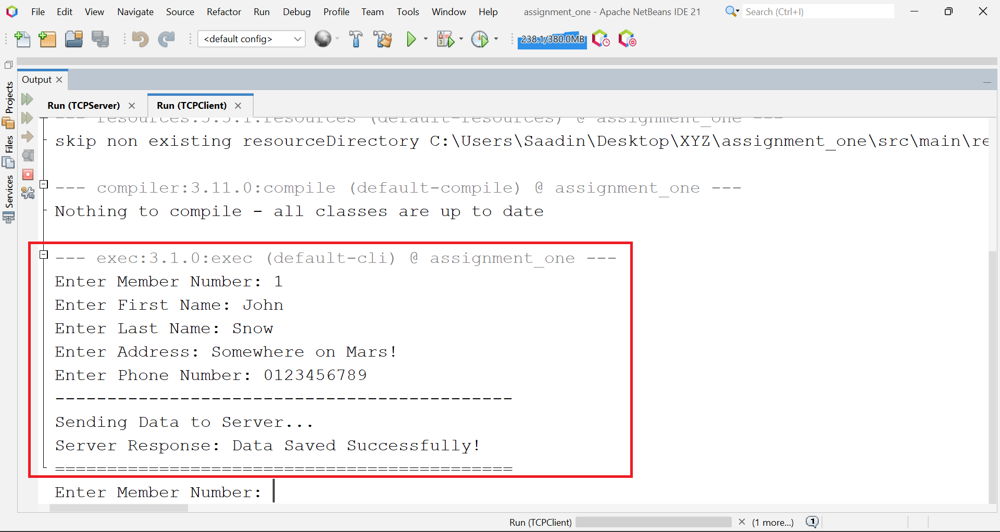 File Edit View Navigate Source Refactor Run Debug Profile Team Tools Window Help assignment_one - Apache NetBeans IDE 21 Search (Ctrl+I)
<default config> 238.1/380.0MB
Output
Projects
Files
Services
Run (TCPServer) Run (TCPClient)
--- resources:3.3.1:resources (default-resources) @ assignment_one ---
skip non existing resourceDirectory C:\Users\Saadin\Desktop\XYZ\assignment_one\src\main\re
--- compiler:3.11.0:compile (default-compile) @ assignment_one ---
Nothing to compile - all classes are up to date
--- exec:3.1.0:exec (default-cli) @ assignment_one ---
Enter Member Number: 1
Enter First Name: John
Enter Last Name: Snow
Enter Address: Somewhere on Mars!
Enter Phone Number: 0123456789
--------------------------------------------
Sending Data to Server...
Server Response: Data Saved Successfully!
============================================
Enter Member Number:
Run (TCPClient) (1 more...) 1